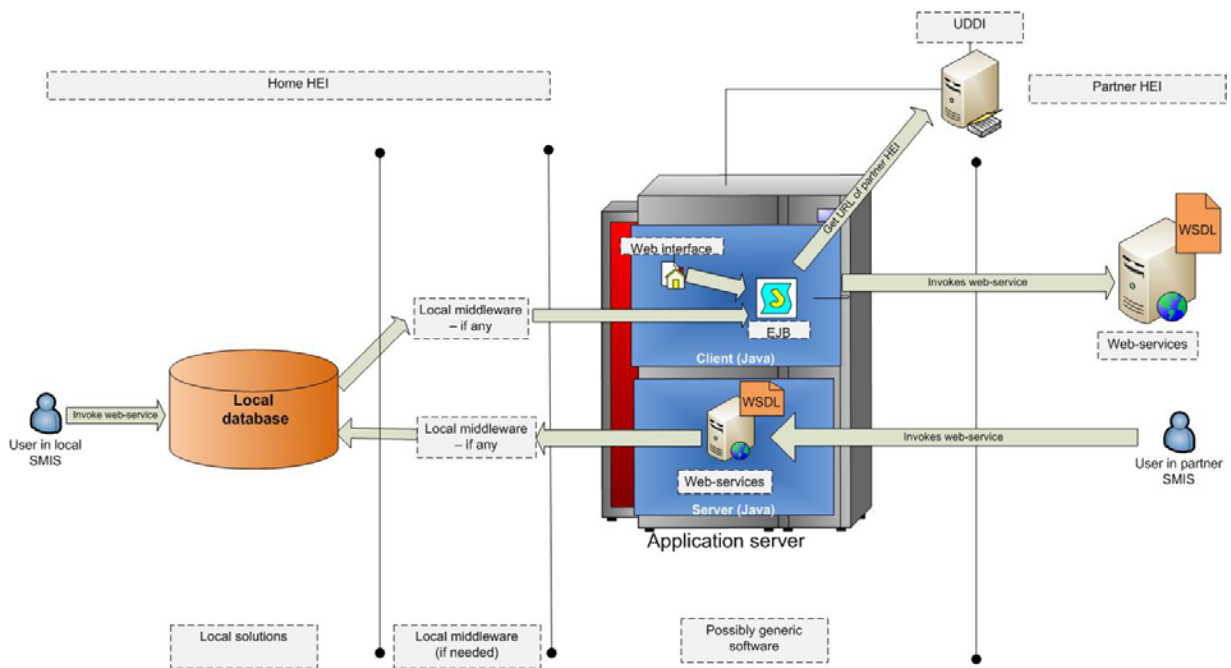 UDDI
Home HEI
Partner HEI
Get URL of partner HEI
WSDL
Web interface
Invokes web-service
Local middleware
– if any
EJB
Web-services
Client (Java)
Local
database
WSDL
Invoke web-service
Local middleware
– if any
Invokes web-service
User in local
SMIS
User in partner
SMIS
Web-services
Server (Java)
Application server
Local solutions
Local middleware
(if needed)
Possibly generic
software